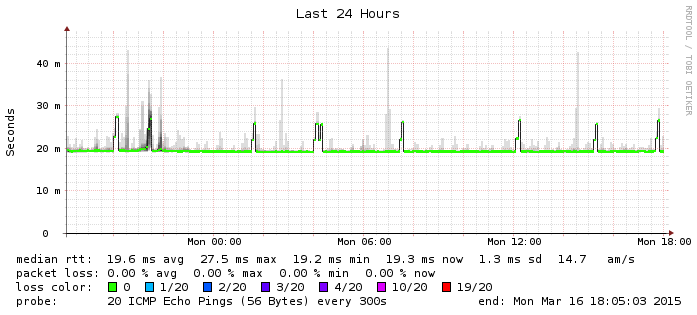 Last 24 Hours
RRDTOOL / TOBI OETIKER
Seconds
40 m
30 m
20 m
10 m
0
Mon 00:00 Mon 06:00 Mon 12:00 Mon 18:00
median rtt: 19.6 ms avg 27.5 ms max 19.2 ms min 19.3 ms now 1.3 ms sd 14.7 am/s
packet loss: 0.00 % avg 0.00 % max 0.00 % min 0.00 % now
loss color: 0 1/20 2/20 3/20 4/20 10/20 19/20
probe: 20 ICMP Echo Pings (56 Bytes) every 300s end: Mon Mar 16 18:05:03 2015